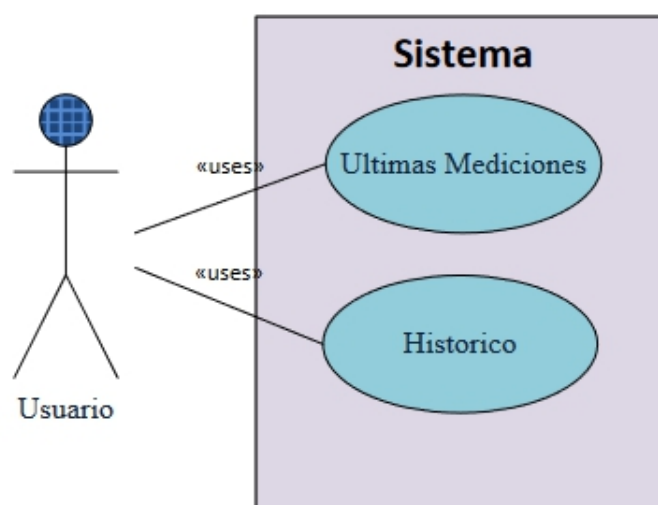 Sistema
«uses»
Ultimas Mediciones
«uses»
Historico
Usuario